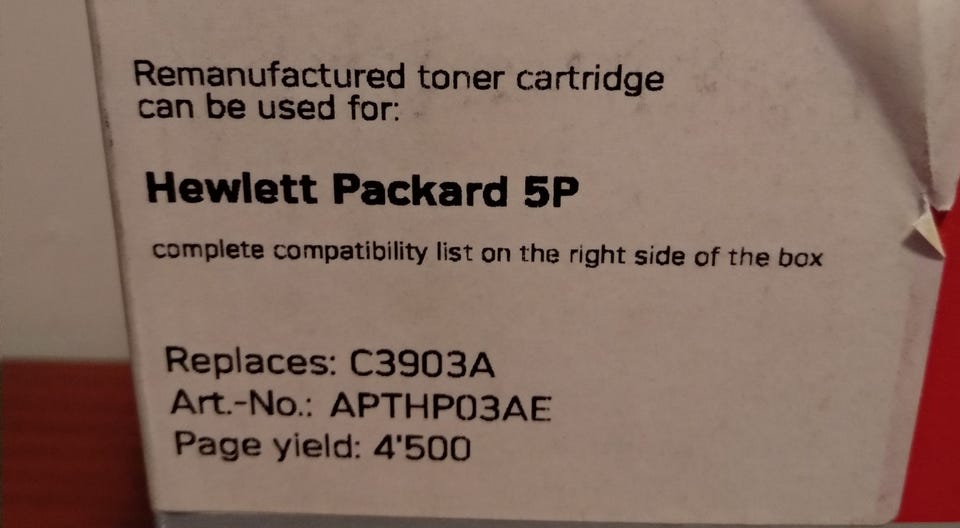 Remanufactured toner cartridge
can be used for:
Hewlett Packard 5P
complete compatibility list on the right side of the box
Replaces: C3903A
Art.-No.: APTHP03AE
Page yield: 4'500